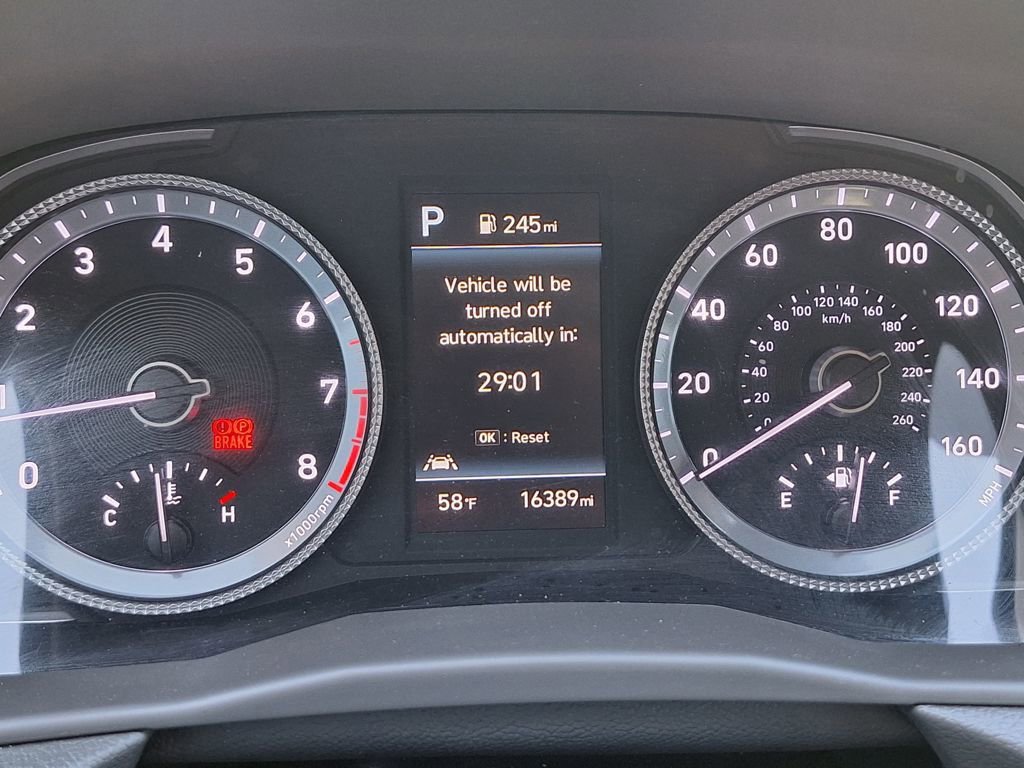 P 245mi
Vehicle will be
turned off
automatically in:
29:01
OK : Reset
58°F 16389mi
0
1
2
3
4
5
6
7
8
x1000rpm
BRAKE
P
C H
0
20
40
60
80
100
120
140
160
MPH
0
20
40
60
80
100
120
140
160
180
200
220
240
260
km/h
E F